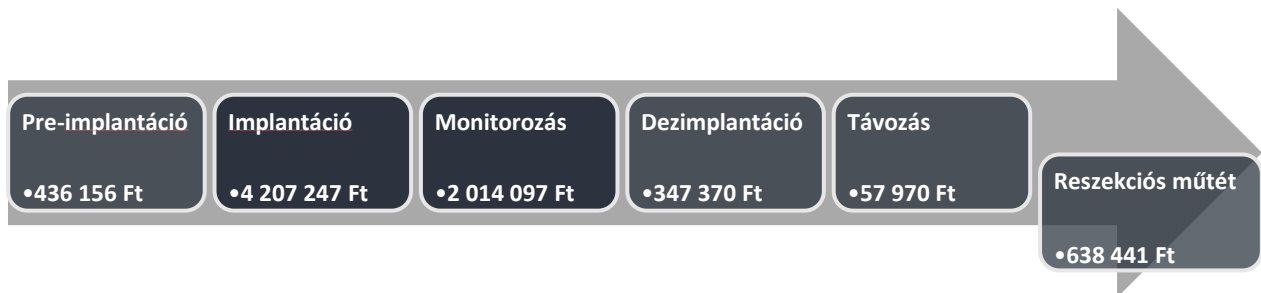 Pre-implantáció
•436 156 Ft
Implantáció
•4 207 247 Ft
Monitorozás
•2 014 097 Ft
Dezimplantáció
•347 370 Ft
Távozás
•57 970 Ft
Reszekciós műtét
•638 441 Ft